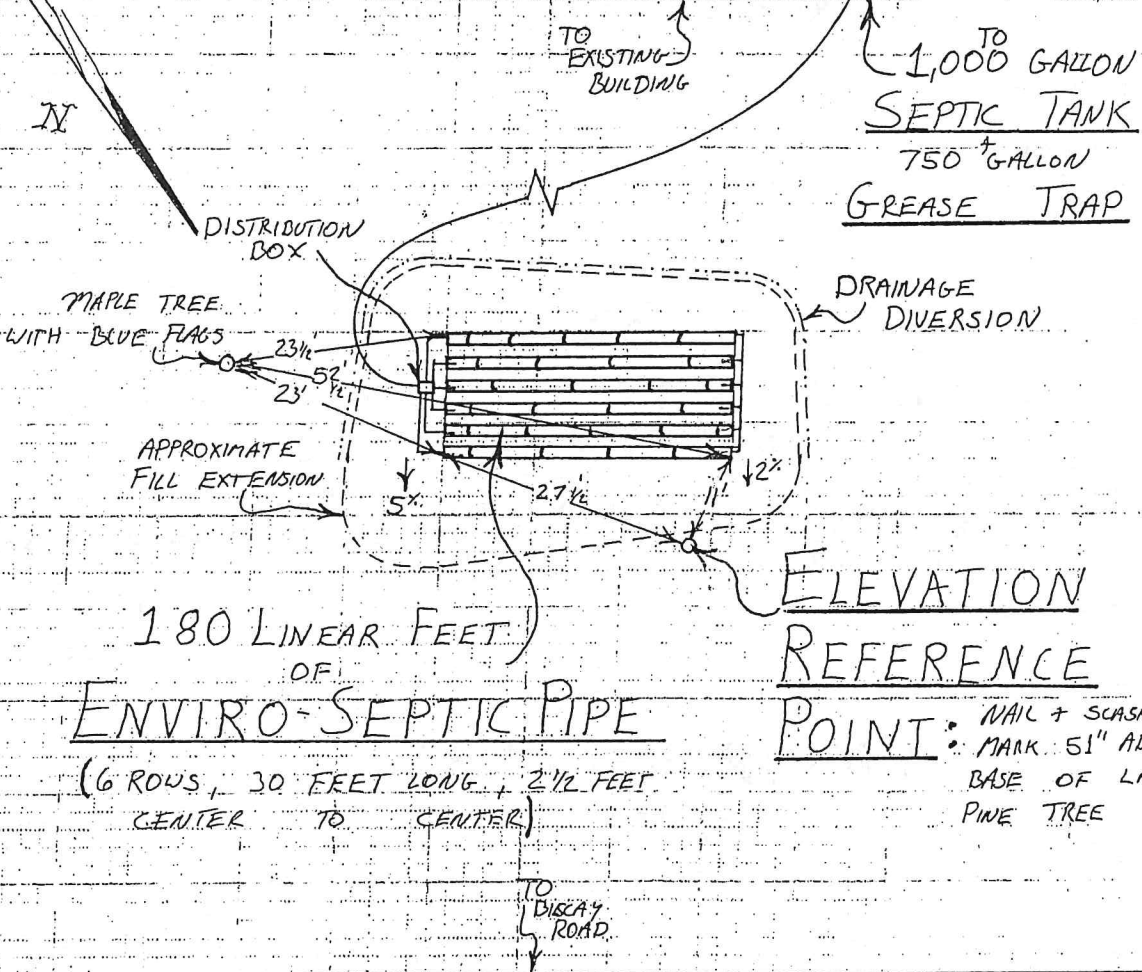 TO
EXISTING
BUILDING
TO
1,000 GALLON
SEPTIC TANK
+
750 GALLON
GREASE TRAP
N
DISTRIBUTION
BOX
MAPLE TREE
WITH BLUE FLAGS
DRAINAGE
DIVERSION
23½'
52½'
23'
APPROXIMATE
FILL EXTENSION
5%
27½'
2%
ELEVATION
REFERENCE
POINT:
NAIL + SLASH
MARK 51"
BASE OF
PINE TREE
180 LINEAR FEET
OF
ENVIRO-SEPTIC PIPE
(6 ROWS, 30 FEET LONG, 2½ FEET
CENTER TO CENTER)
TO
BISCAY
ROAD